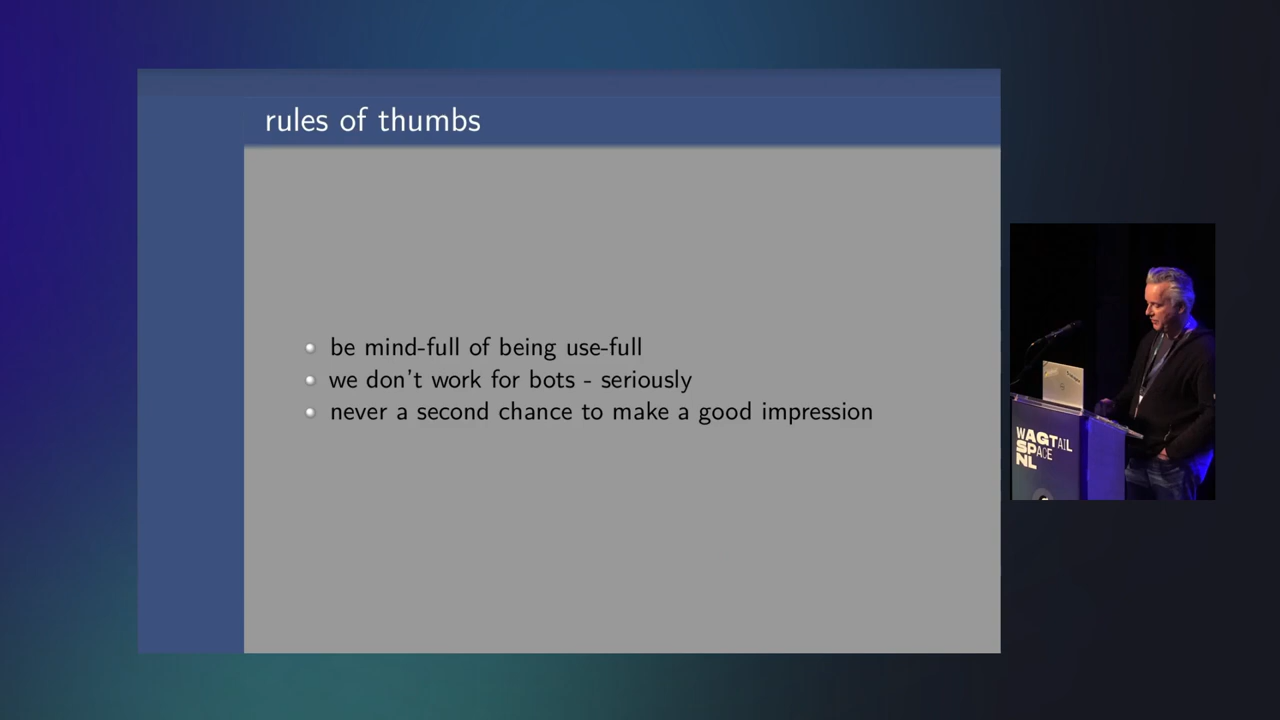 rules of thumbs
be mind-full of being use-full
we don't work for bots - seriously
never a second chance to make a good impression
WAGTAIL
SPACE
NL